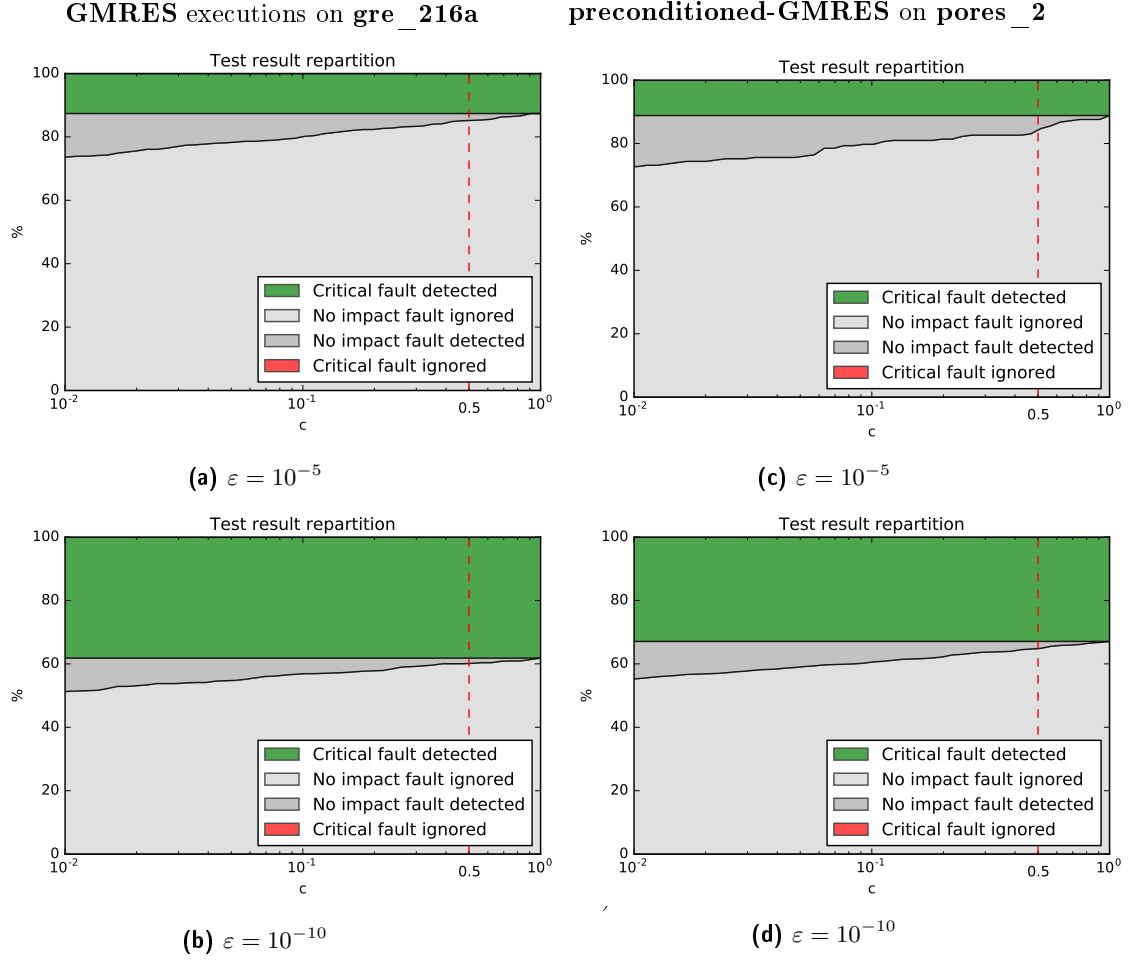 GMRES executions on gre_216a
preconditioned-GMRES on pores_2
Test result repartition
100
80
60
40
20
0
%
Critical fault detected
No impact fault ignored
No impact fault detected
Critical fault ignored
10^-2
10^-1
0.5
10^0
c
(a) ε = 10^−5
Test result repartition
100
80
60
40
20
0
%
Critical fault detected
No impact fault ignored
No impact fault detected
Critical fault ignored
10^-2
10^-1
0.5
10^0
c
(c) ε = 10^−5
Test result repartition
100
80
60
40
20
0
%
Critical fault detected
No impact fault ignored
No impact fault detected
Critical fault ignored
10^-2
10^-1
0.5
10^0
c
(b) ε = 10^−10
Test result repartition
100
80
60
40
20
0
%
Critical fault detected
No impact fault ignored
No impact fault detected
Critical fault ignored
10^-2
10^-1
0.5
10^0
c
(d) ε = 10^−10